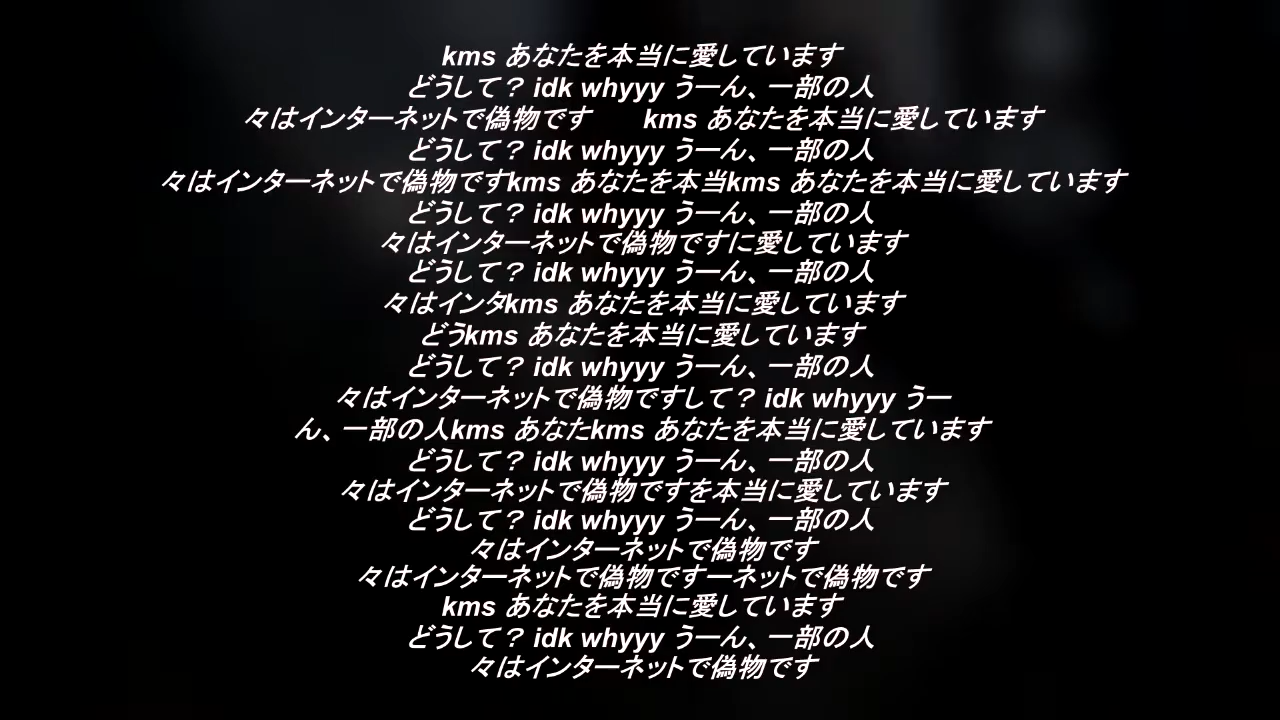 kms あなたを本当に愛しています
どうして？ idk whyyy うーん、一部の人
々はインターネットで偽物です　　kms あなたを本当に愛しています
どうして？ idk whyyy うーん、一部の人
々はインターネットで偽物ですkms あなたを本当kms あなたを本当に愛しています
どうして？ idk whyyy うーん、一部の人
々はインターネットで偽物ですに愛しています
どうして？ idk whyyy うーん、一部の人
々はインタkms あなたを本当に愛しています
どうkms あなたを本当に愛しています
どうして？ idk whyyy うーん、一部の人
々はインターネットで偽物ですして？ idk whyyy うー
ん、一部の人kms あなたkms あなたを本当に愛しています
どうして？ idk whyyy うーん、一部の人
々はインターネットで偽物ですを本当に愛しています
どうして？ idk whyyy うーん、一部の人
々はインターネットで偽物です
々はインターネットで偽物ですーネットで偽物です
kms あなたを本当に愛しています
どうして？ idk whyyy うーん、一部の人
々はインターネットで偽物です